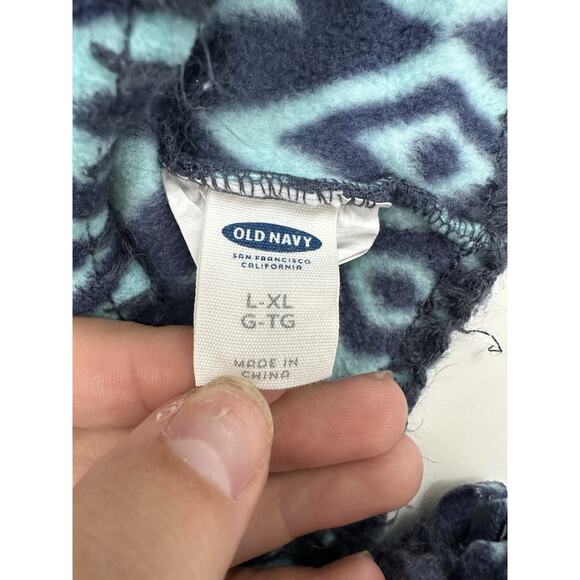 OLD NAVY
SAN FRANCISCO
CALIFORNIA
L-XL
G-TG
MADE IN
CHINA